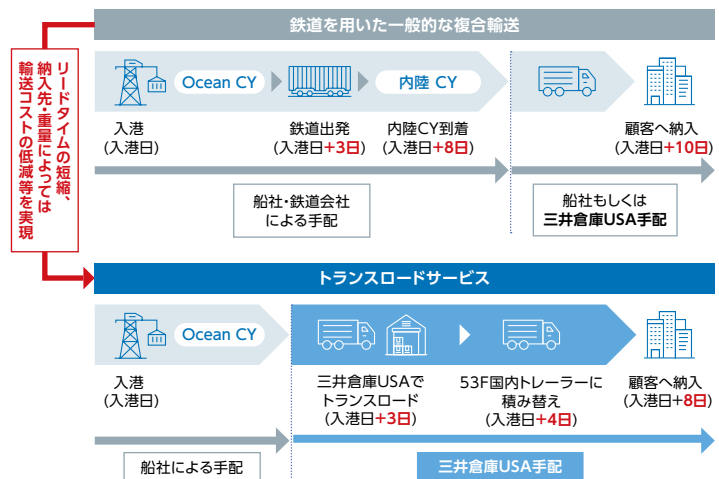 鉄道を用いた一般的な複合輸送
リードタイムの短縮、
納入先・重量によっては
輸送コストの低減等を実現
Ocean CY
内陸 CY
入港
(入港日)
鉄道出発
(入港日+3日)
内陸CY到着
(入港日+8日)
顧客へ納入
(入港日+10日)
船社・鉄道会社
による手配
船社もしくは
三井倉庫USA手配
トランスロードサービス
Ocean CY
入港
(入港日)
三井倉庫USAで
トランスロード
(入港日+3日)
53F国内トレーラーに
積み替え
(入港日+4日)
顧客へ納入
(入港日+8日)
船社による手配
三井倉庫USA手配